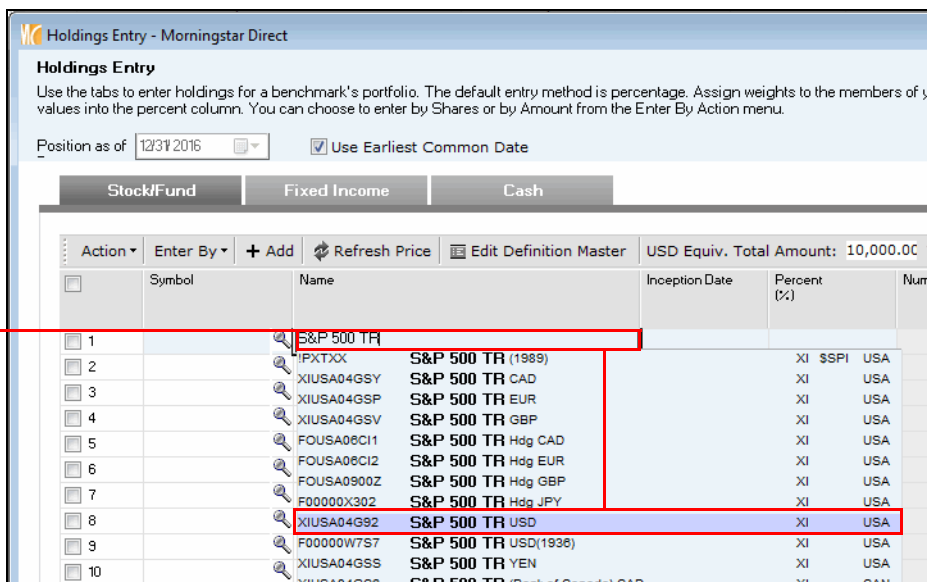 Holdings Entry - Morningstar Direct
Holdings Entry
Use the tabs to enter holdings for a benchmark's portfolio. The default entry method is percentage. Assign weights to the members of
values into the percent column. You can choose to enter by Shares or by Amount from the Enter By Action menu.
Position as of 12/31/2016 Use Earliest Common Date
Stock/Fund Fixed Income Cash
Action Enter By + Add Refresh Price Edit Definition Master USD Equiv. Total Amount: 10,000.00
Symbol Name Inception Date Percent (%) Num
1 S&P 500 TR
!PXTXX S&P 500 TR (1989) XI $SPI USA
2
XIUSA04GSY S&P 500 TR CAD XI USA
3
XIUSA04GSP S&P 500 TR EUR XI USA
4
XIUSA04GSV S&P 500 TR GBP XI USA
5
FOUSA06CI1 S&P 500 TR Hdg CAD XI USA
6
FOUSA06CI2 S&P 500 TR Hdg EUR XI USA
FOUSA0900Z S&P 500 TR Hdg GBP XI USA
7
F00000X302 S&P 500 TR Hdg JPY XI USA
8
XIUSA04G92 S&P 500 TR USD XI USA
9
F00000W7S7 S&P 500 TR USD(1936) XI USA
10
XIUSA04GSS S&P 500 TR YEN XI USA
S&P 500 TR (Bank of Canada) CAD XI CAN